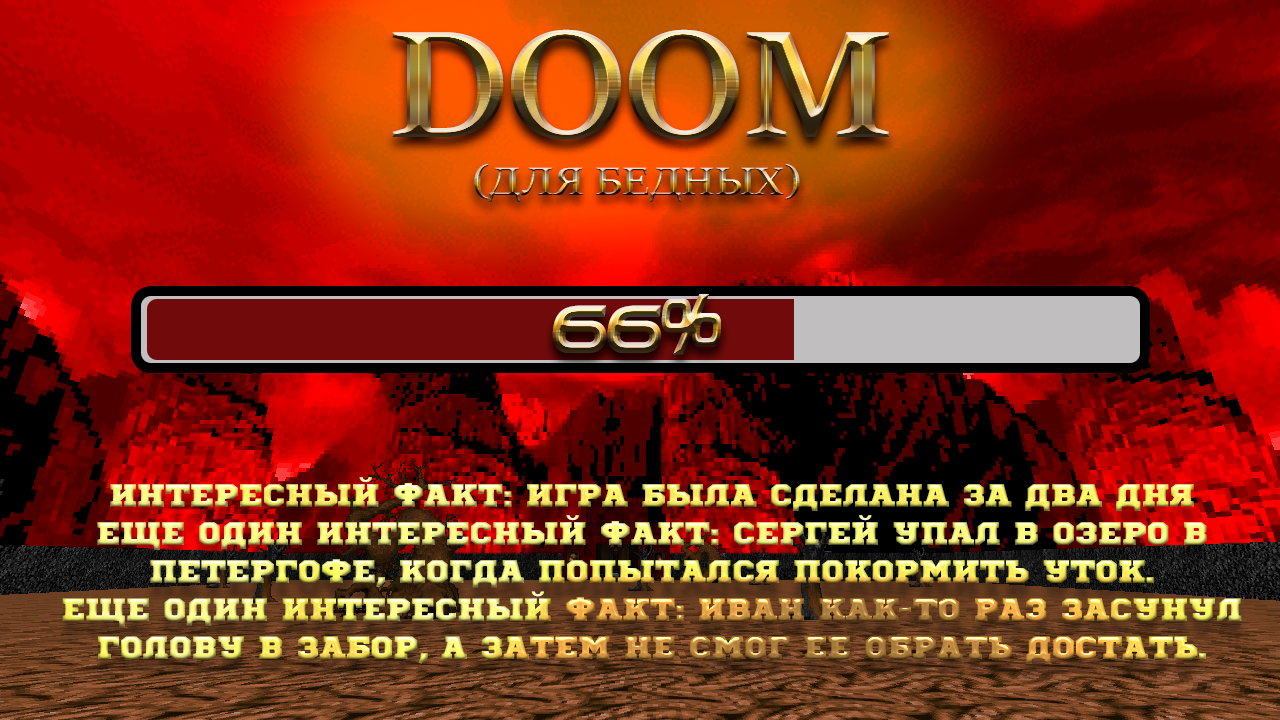 DOOM
(ДЛЯ БЕДНЫХ)
66%
ИНТЕРЕСНЫЙ ФАКТ: ИГРА БЫЛА СДЕЛАНА ЗА ДВА ДНЯ
ЕЩЕ ОДИН ИНТЕРЕСНЫЙ ФАКТ: СЕРГЕЙ УПАЛ В ОЗЕРО В
ПЕТЕРГОФЕ, КОГДА ПОПЫТАЛСЯ ПОКОРМИТЬ УТОК.
ЕЩЕ ОДИН ИНТЕРЕСНЫЙ ФАКТ: ИВАН КАК-ТО РАЗ ЗАСУНУЛ
ГОЛОВУ В ЗАБОР, А ЗАТЕМ НЕ СМОГ ЕЕ ОБРАТЬ ДОСТАТЬ.